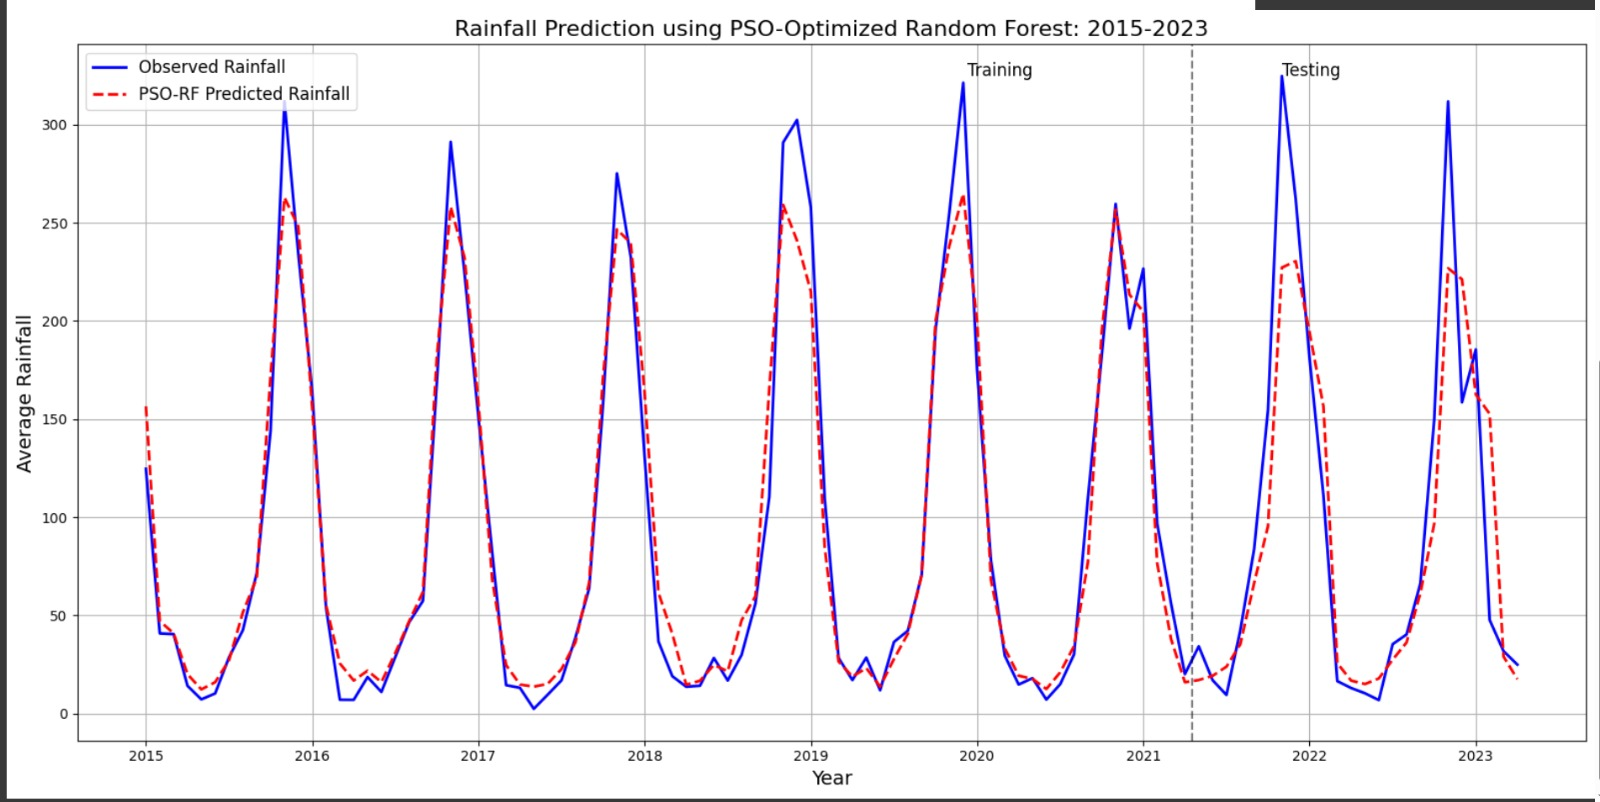 Rainfall Prediction using PSO-Optimized Random Forest: 2015-2023
Observed Rainfall
PSO-RF Predicted Rainfall
Training
Testing
300
250
200
150
100
50
0
Average Rainfall
2015 2016 2017 2018 2019 2020 2021 2022 2023
Year